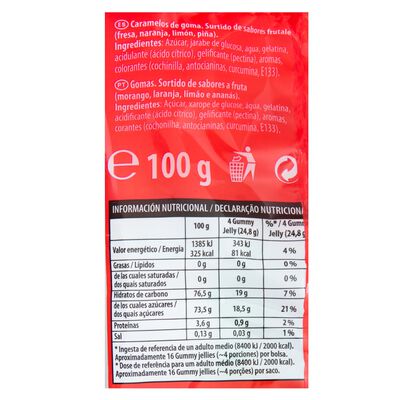 ES Caramelos de goma. Surtido de sabores frutale
(fresa, naranja, limón, piña).
Ingredientes: Azúcar, jarabe de glucosa, agua, gelatina,
acidulante (ácido cítrico), gelificante (pectina), aromas,
colorantes (cochinilla, antocianinas, curcumina, E133).
PT Gomas. Sortido de sabores a fruta
(morango, laranja, limão e ananás).
Ingredientes: Açúcar, xarope de glucose, água, gelatina,
acidificante (ácido cítrico), gelificante (pectina), aromas,
corantes (cochonilha, antocianinas, curcumina, E133).
e 100 g
INFORMACIÓN NUTRICIONAL / DECLARAÇÃO NUTRICIONA
100 g 4 Gummy Jelly (24,8 g) %* / 4 Gumm Jelly (24,8 g
Valor energético / Energia 1385 kJ 325 kcal 343 kJ 81 kcal 4 %
Grasas / Lípidos 0 g 0 g 0 %
de las cuales saturadas / dos quais saturados 0 g 0 g 0 %
Hidratos de carbono 76,5 g 19 g 7 %
de los cuales azúcares / dos quais açúcares 73,5 g 18,5 g 21 %
Proteínas 3,6 g 0,9 g 2 %
Sal 0,13 g 0,03 g 1 %
* Ingesta de referencia de un adulto medio (8400 kJ / 2000 kcal).
Aproximadamente 16 Gummy jellies (~4 porciones) por bolsa.
* Dose de referência para um adulto médio (8400 kJ / 2000 kcal).
Aproximadamente 16 Gummy jellies (~4 porções) por saco.